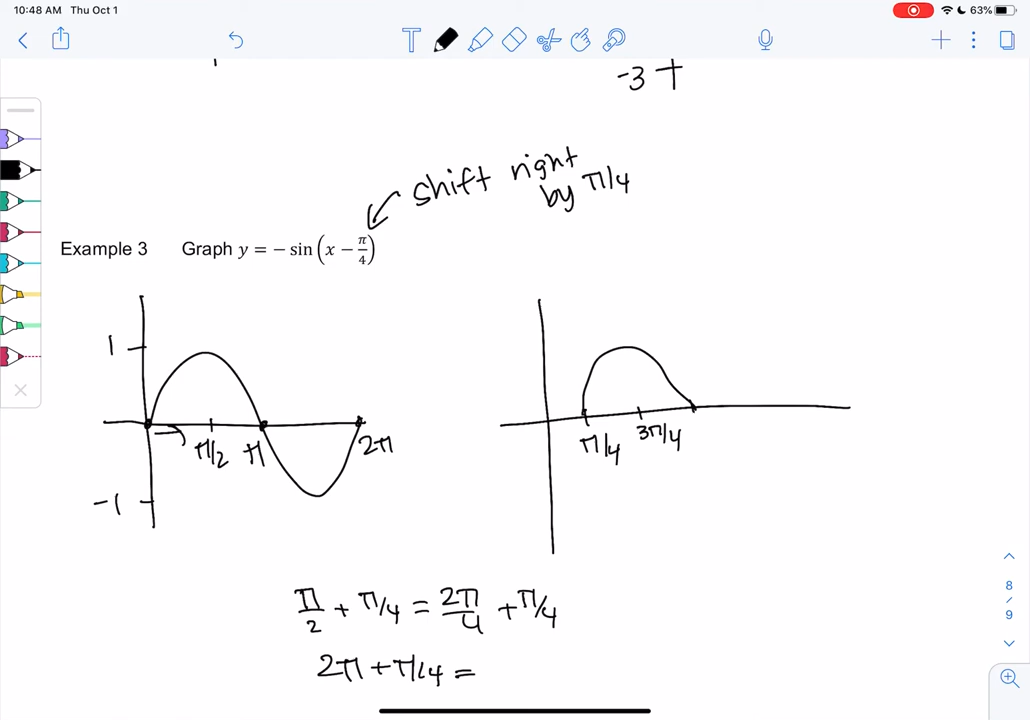 10:48 AM Thu Oct 1
63%
T
-3
shift right
by π/4
Example 3 Graph y = − sin (x − π/4)
1
-1
π/2 π 2π
π/4 3π/4
π/2 + π/4 = 2π/4 + π/4
2π + π/4 =
8
9